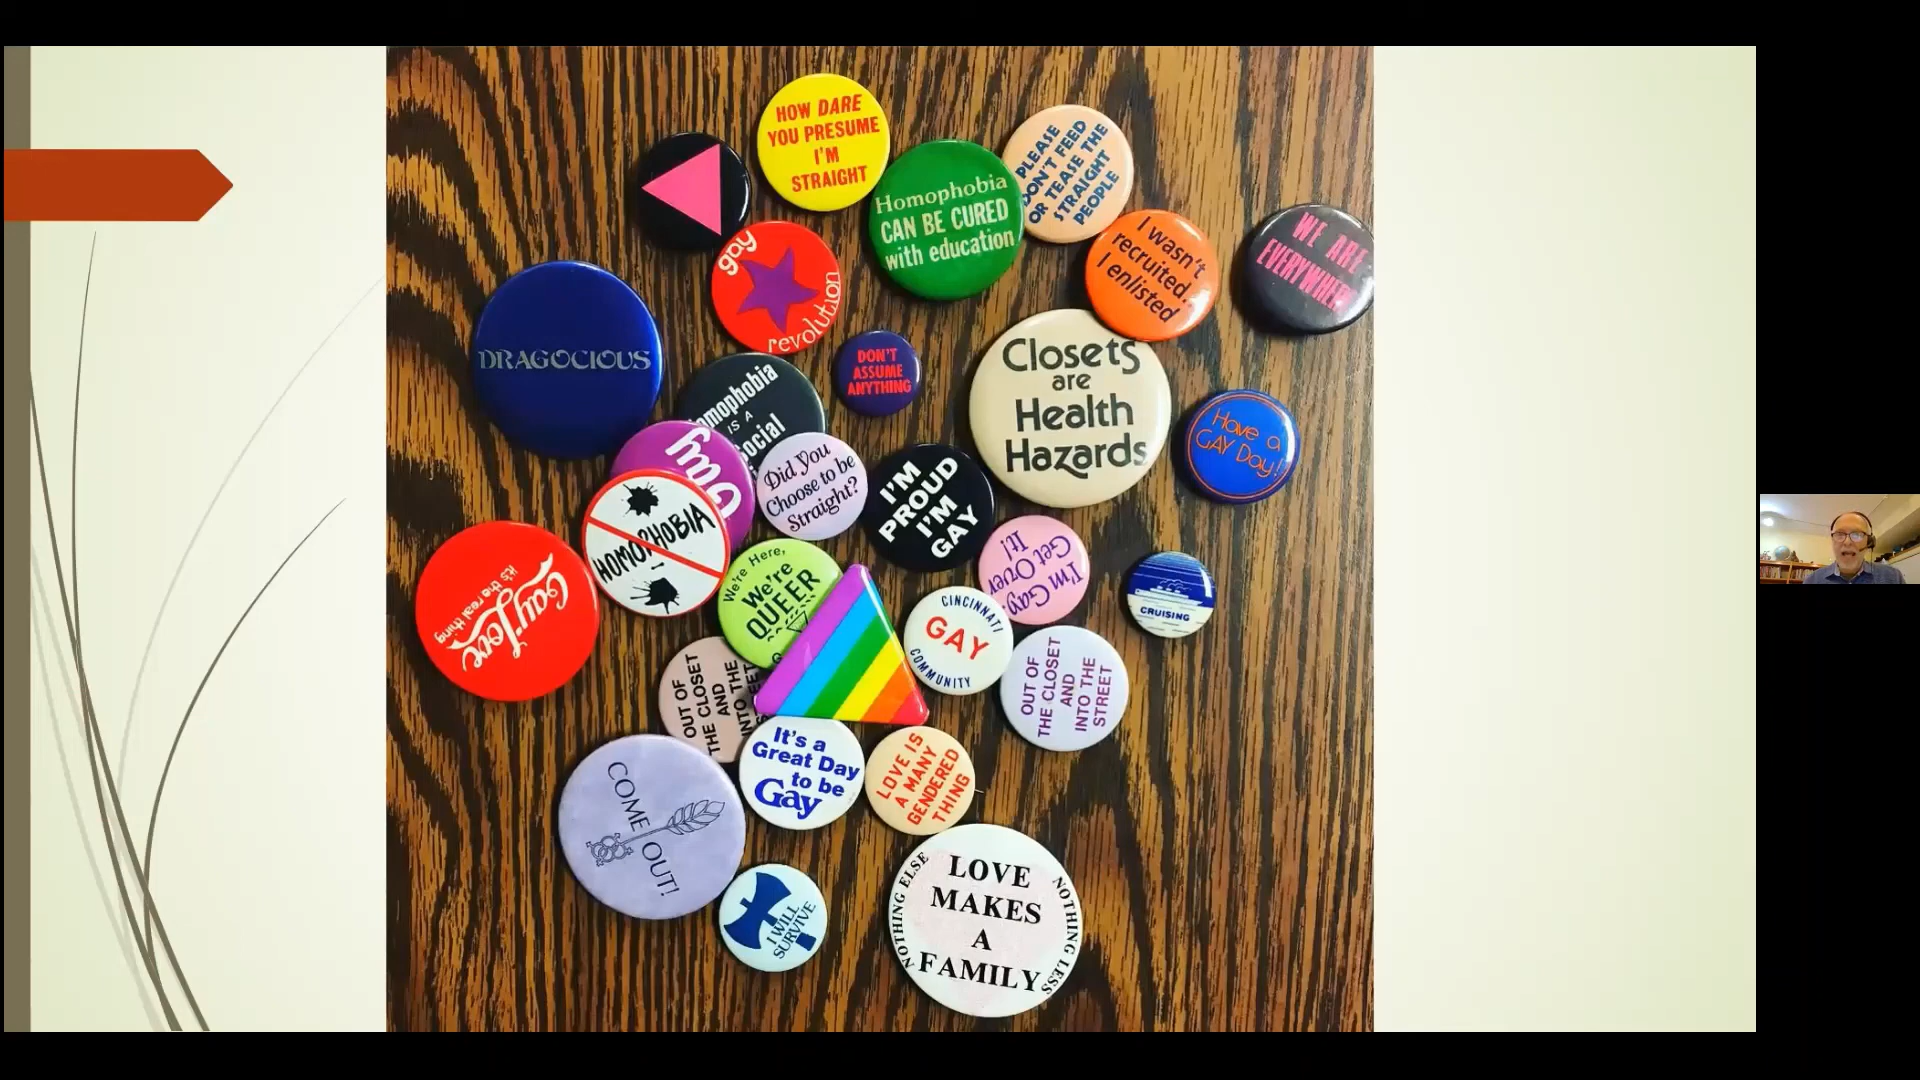 HOW DARE
YOU PRESUME
I'M
STRAIGHT
PLEASE
DON'T FEED
OR TEASE THE
STRAIGHT
PEOPLE
Homophobia
CAN BE CURED
with education
gay
revolution
I wasn't
recruited..
I enlisted
WE ARE
EVERYWHERE
DRAGOCIOUS
DON'T
ASSUME
ANYTHING
Closets
are
Health
Hazards
IS A
Have a
GAY Day!
Did You
Choose to be
Straight?
I'M
PROUD
I'M
GAY
HOMOPHOBIA
Gay Love
it's the real thing
We're Here,
We're
QUEER
I'm Gay
Get Over
It!
CRUISING
CINCINNATI
GAY
COMMUNITY
OUT OF
THE CLOSET
AND
INTO THE
STREET
OUT OF
THE CLOSET
AND
INTO THE
STREET
It's a
Great Day
to be
Gay
LOVE IS
A MANY
GENDERED
THING
COME OUT!
I WILL
SURVIVE
NOTHING ELSE
LOVE
MAKES
A
FAMILY
NOTHING LESS